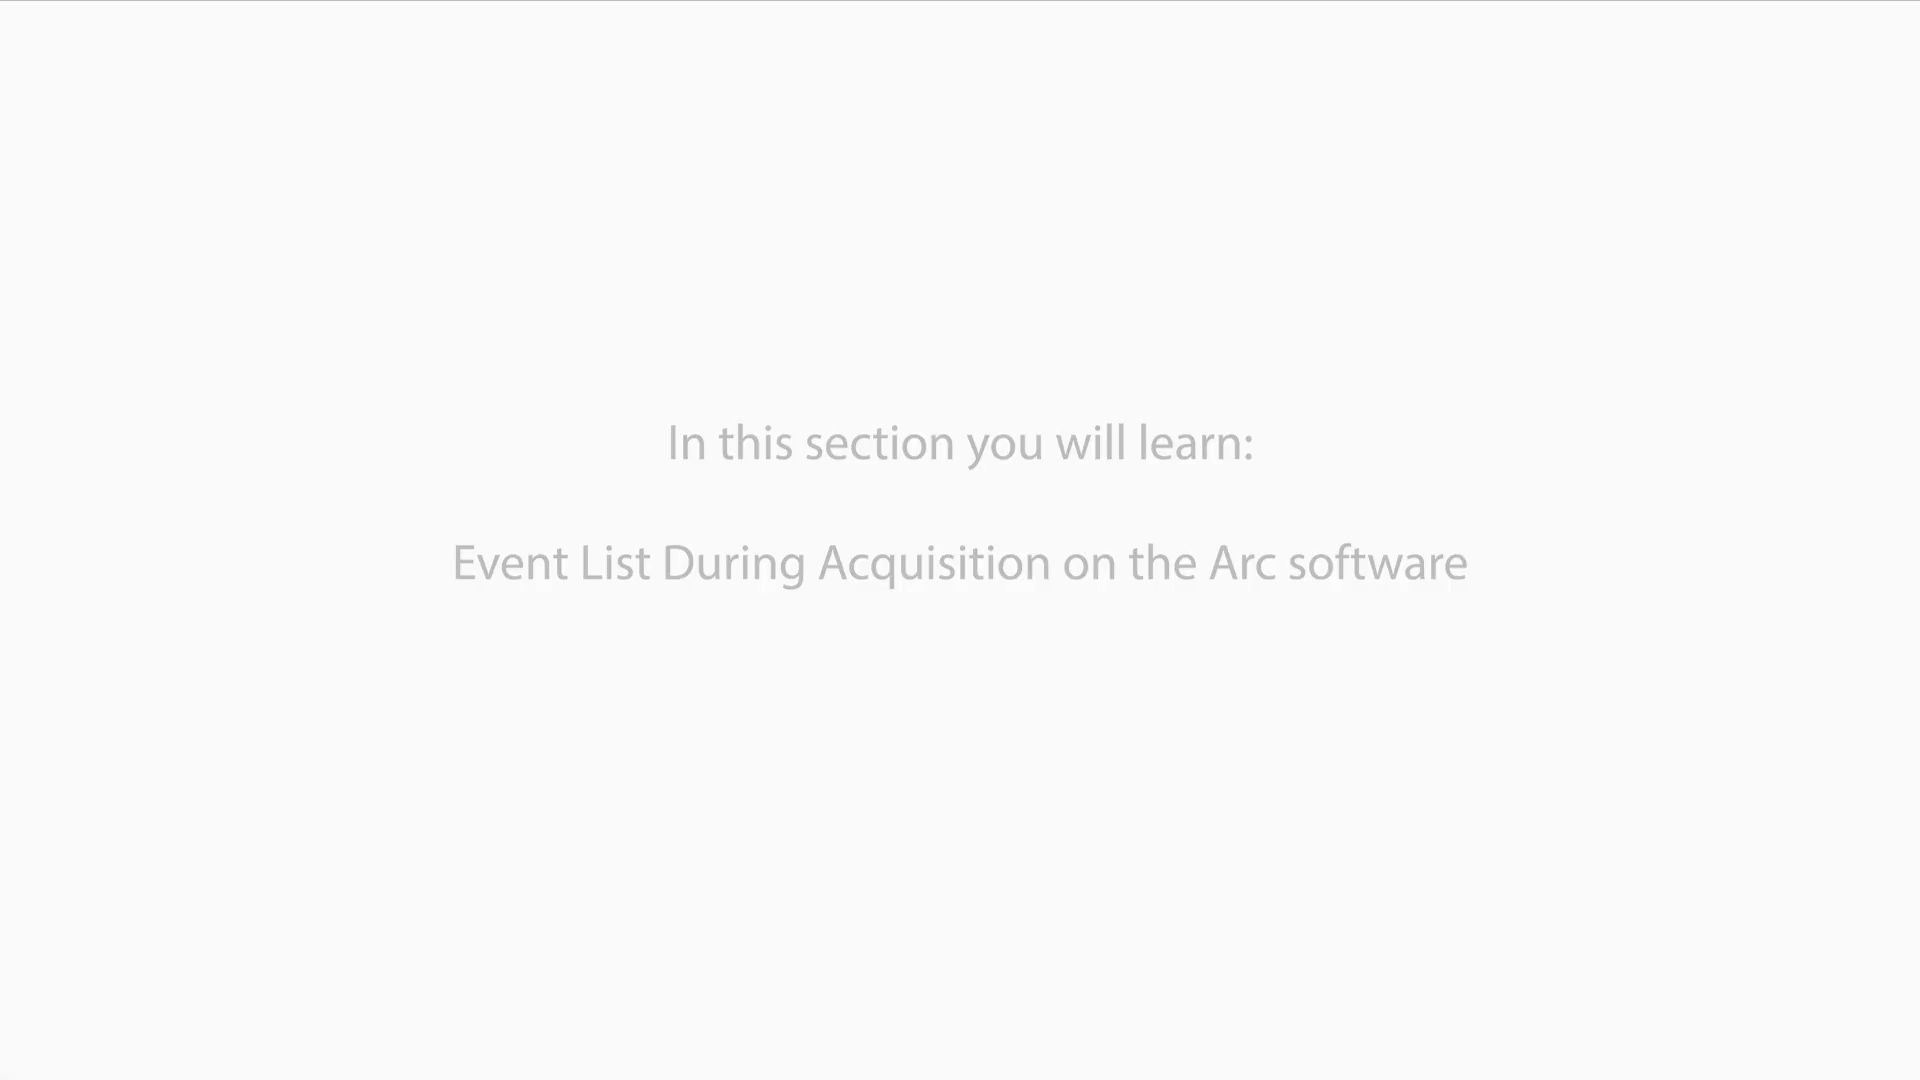 In this section you will learn:
Event List During Acquisition on the Arc software